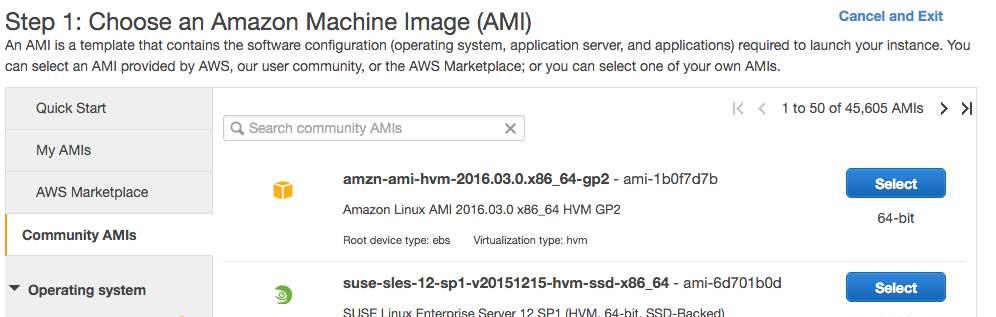 Step 1: Choose an Amazon Machine Image (AMI)
Cancel and Exit
An AMI is a template that contains the software configuration (operating system, application server, and applications) required to launch your instance. You
can select an AMI provided by AWS, our user community, or the AWS Marketplace; or you can select one of your own AMIs.
Quick Start
My AMIs
AWS Marketplace
Community AMIs
Operating system
1 to 50 of 45,605 AMIs
Search community AMIs
amzn-ami-hvm-2016.03.0.x86_64-gp2 - ami-1b0f7d7b
Amazon Linux AMI 2016.03.0 x86_64 HVM GP2
Root device type: ebs Virtualization type: hvm
Select
64-bit
suse-sles-12-sp1-v20151215-hvm-ssd-x86_64 - ami-6d701b0d
SUSE Linux Enterprise Server 12 SP1 (HVM, 64-bit, SSD-Backed)
Select